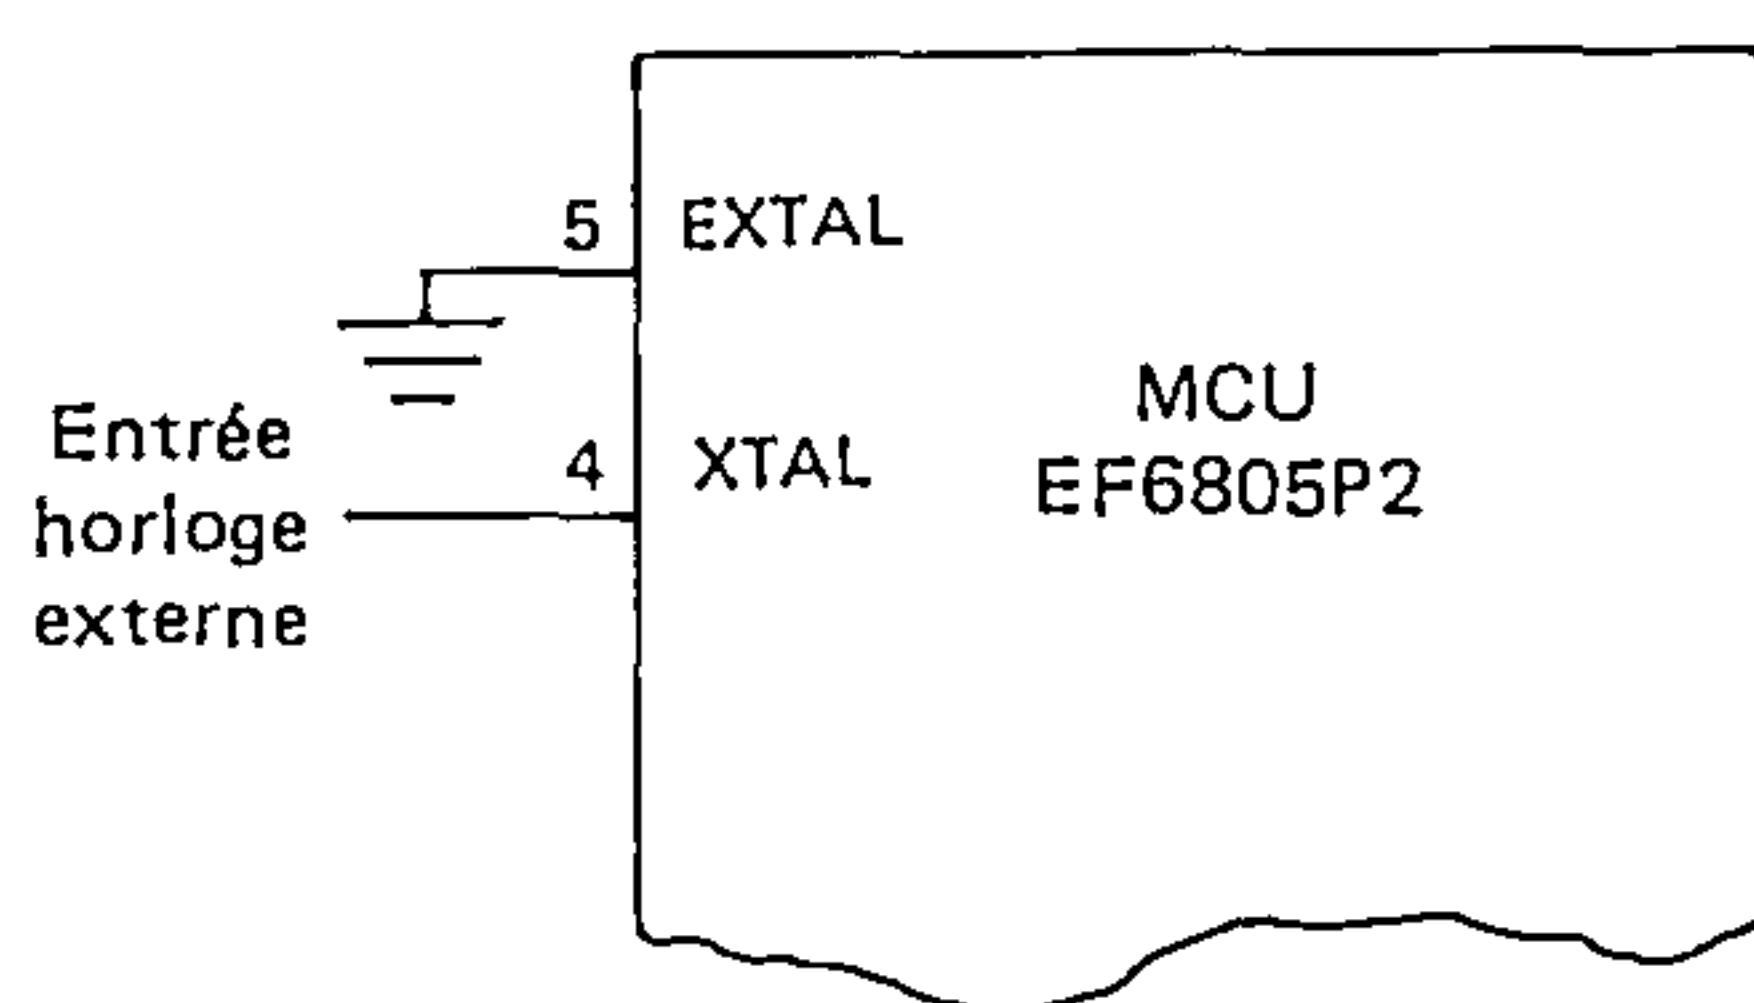 5 EXTAL
Entrée
horloge
externe
4 XTAL
MCU
EF6805P2